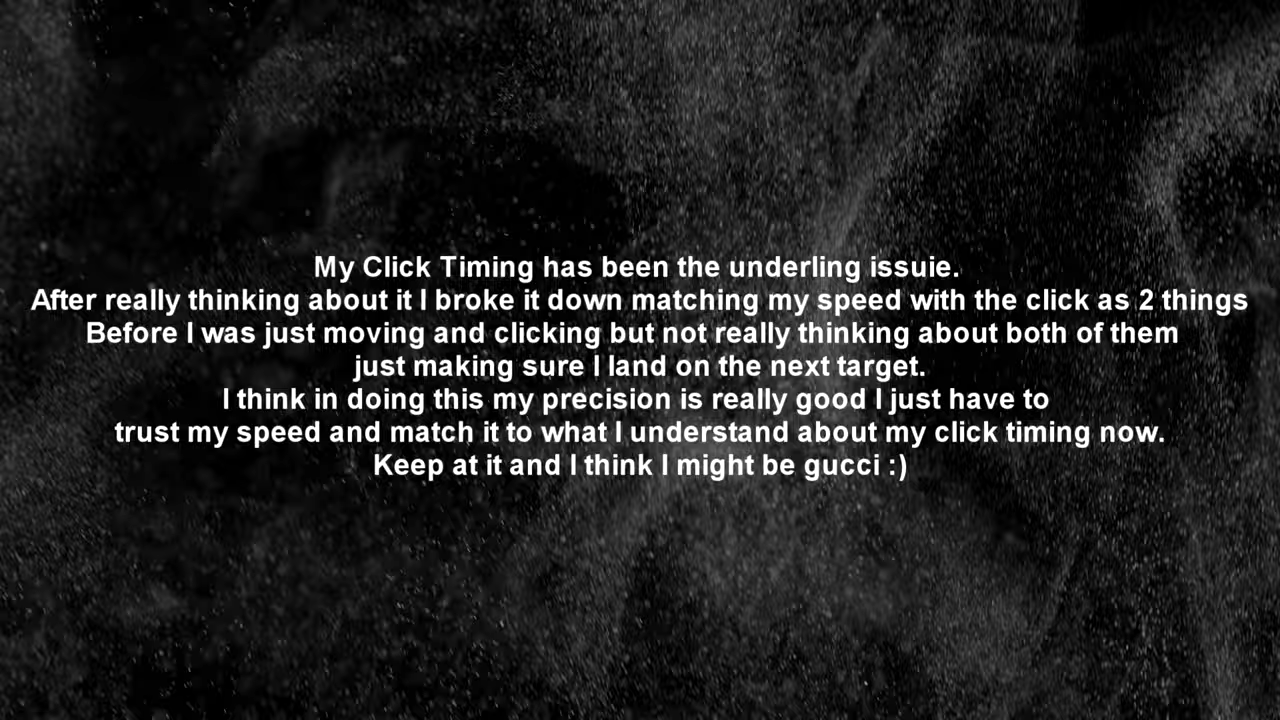 My Click Timing has been the underling issuie.
After really thinking about it I broke it down matching my speed with the click as 2 things
Before I was just moving and clicking but not really thinking about both of them
just making sure I land on the next target.
I think in doing this my precision is really good I just have to
trust my speed and match it to what I understand about my click timing now.
Keep at it and I think I might be gucci :)